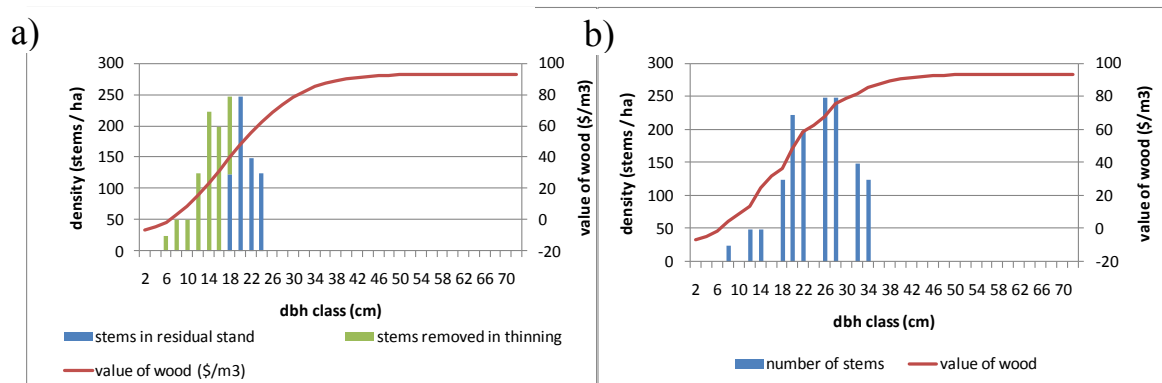 a)
300
250
200
150
100
50
0
density (stems / ha)
100
80
60
40
20
0
-20
value of wood ($/m3)
2 6 10 14 18 22 26 30 34 38 42 46 50 54 58 62 66 70
dbh class (cm)
stems in residual stand
stems removed in thinning
value of wood ($/m3)
b)
300
250
200
150
100
50
0
density (stems / ha)
100
80
60
40
20
0
-20
value of wood ($/m3)
2 6 10 14 18 22 26 30 34 38 42 46 50 54 58 62 66 70
dbh class (cm)
number of stems
value of wood